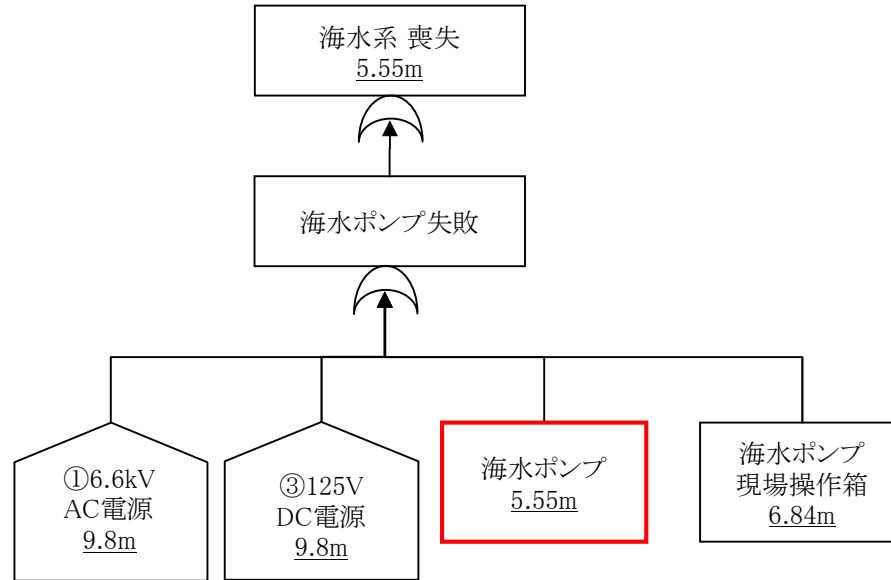 海水系 喪失
5.55m
海水ポンプ失敗
①6.6kV
AC電源
9.8m
③125V
DC電源
9.8m
海水ポンプ
5.55m
海水ポンプ
現場操作箱
6.84m